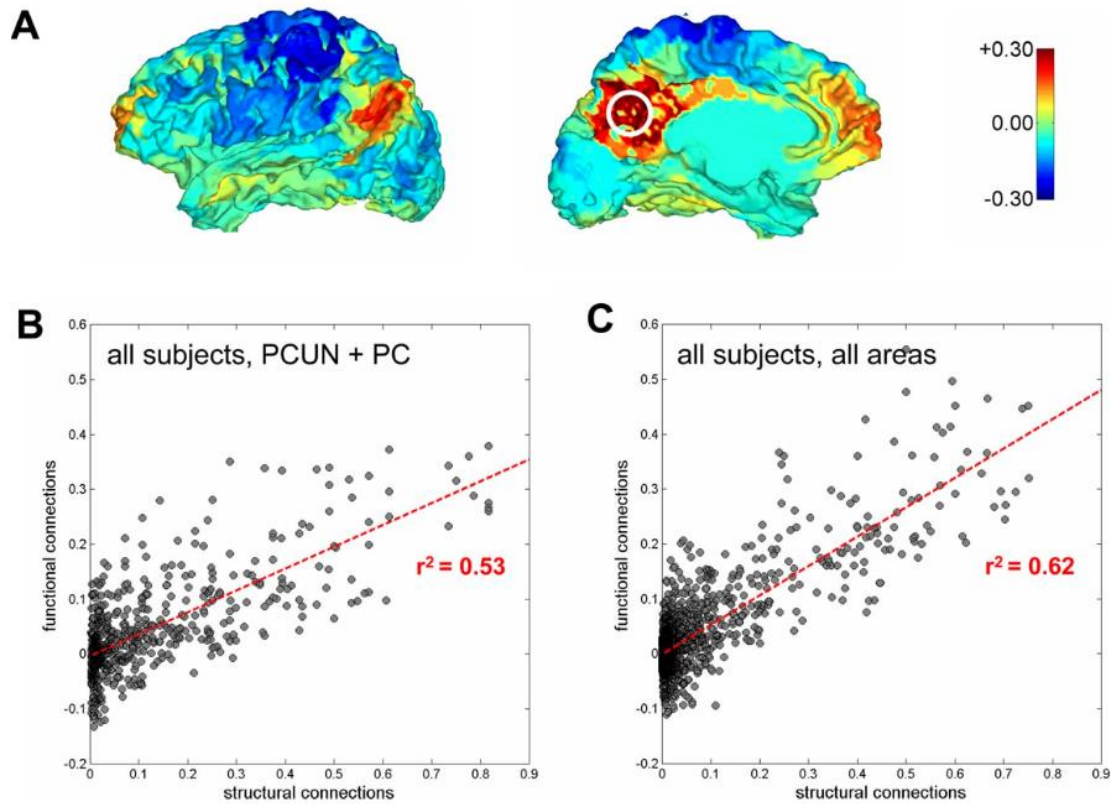 A
+0.30
0.00
-0.30
B
all subjects, PCUN + PC
0.6
0.5
0.4
0.3
0.2
0.1
0
-0.1
-0.2
functional connections
r² = 0.53
0 0.1 0.2 0.3 0.4 0.5 0.6 0.7 0.8 0.9
structural connections
C
all subjects, all areas
0.6
0.5
0.4
0.3
0.2
0.1
0
-0.1
-0.2
functional connections
r² = 0.62
0 0.1 0.2 0.3 0.4 0.5 0.6 0.7 0.8 0.9
structural connections